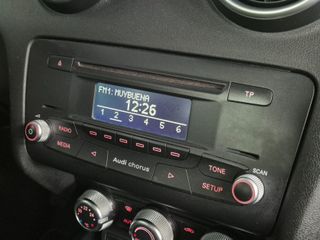 TP
FM1: MUYBUENA
12:26
1 2 3 4 5 6
RADIO
MEDIA
Audi chorus
TONE
SCAN
SETUP